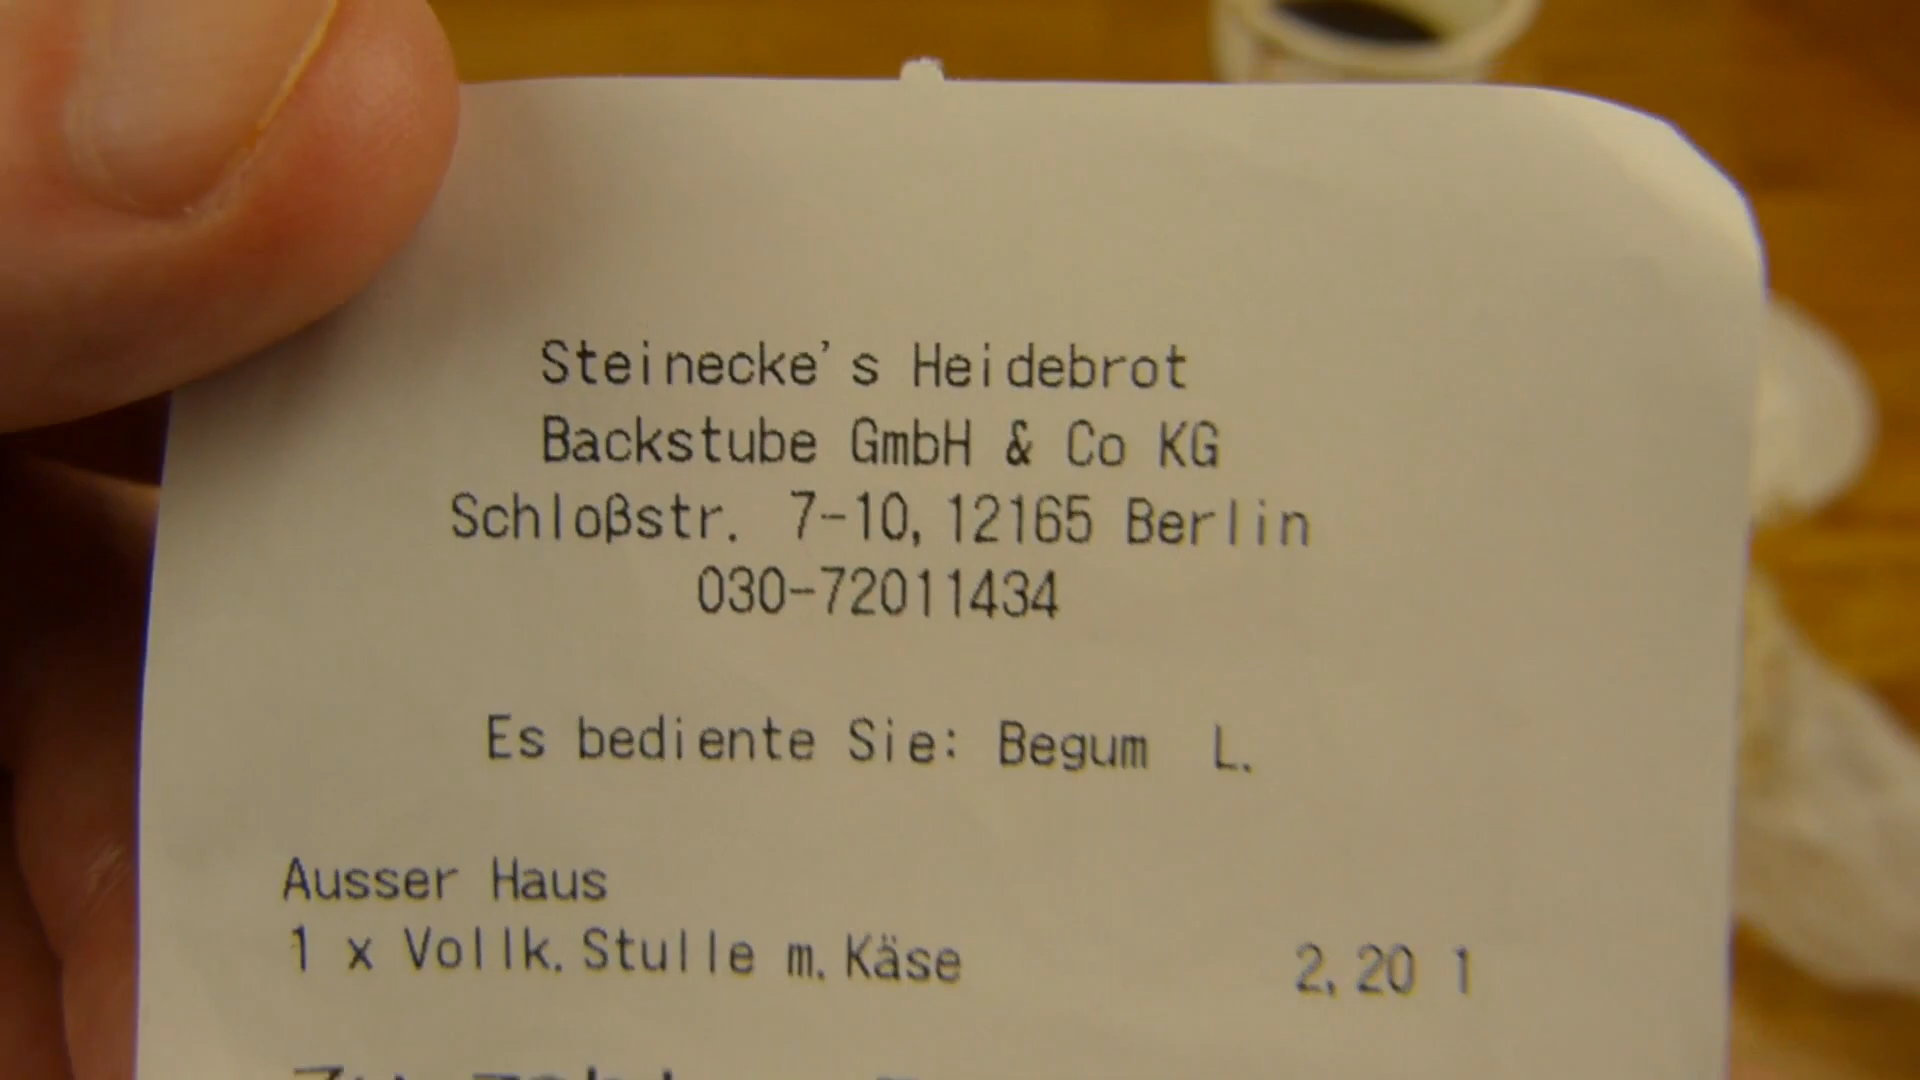 Steinecke's Heidebrot
Backstube GmbH & Co KG
Schloßstr. 7-10, 12165 Berlin
030-72011434
Es bediente Sie: Begum L.
Ausser Haus
1 x Vollk. Stulle m. Käse 2,20 1